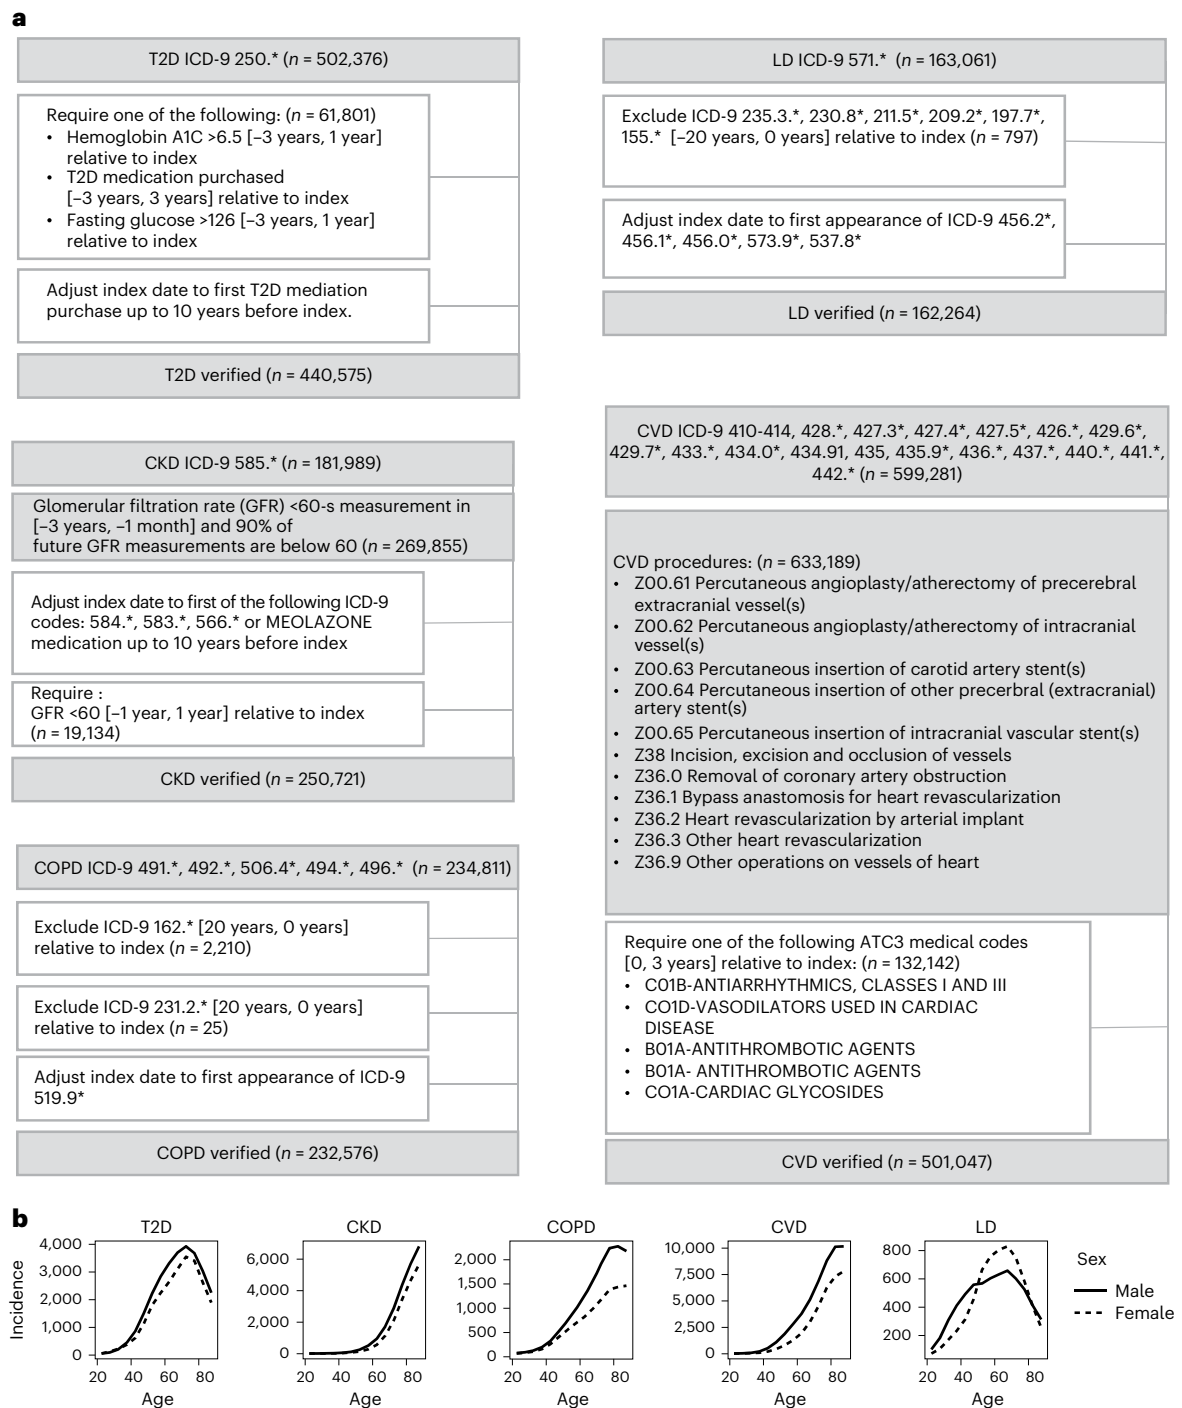 a
T2D ICD-9 250.* (n = 502,376)
Require one of the following: (n = 61,801)
• Hemoglobin A1C >6.5 [–3 years, 1 year]
relative to index
• T2D medication purchased
[–3 years, 3 years] relative to index
• Fasting glucose >126 [–3 years, 1 year]
relative to index
Adjust index date to first T2D mediation
purchase up to 10 years before index.
T2D verified (n = 440,575)
CKD ICD-9 585.* (n = 181,989)
Glomerular filtration rate (GFR) <60-s measurement in
[–3 years, –1 month] and 90% of
future GFR measurements are below 60 (n = 269,855)
Adjust index date to first of the following ICD-9
codes: 584.*, 583.*, 566.* or MEOLAZONE
medication up to 10 years before index
Require :
GFR <60 [–1 year, 1 year] relative to index
(n = 19,134)
CKD verified (n = 250,721)
COPD ICD-9 491.*, 492.*, 506.4*, 494.*, 496.* (n = 234,811)
Exclude ICD-9 162.* [20 years, 0 years]
relative to index (n = 2,210)
Exclude ICD-9 231.2.* [20 years, 0 years]
relative to index (n = 25)
Adjust index date to first appearance of ICD-9
519.9*
COPD verified (n = 232,576)
LD ICD-9 571.* (n = 163,061)
Exclude ICD-9 235.3.*, 230.8*, 211.5*, 209.2*, 197.7*,
155.* [–20 years, 0 years] relative to index (n = 797)
Adjust index date to first appearance of ICD-9 456.2*,
456.1*, 456.0*, 573.9*, 537.8*
LD verified (n = 162,264)
CVD ICD-9 410-414, 428.*, 427.3*, 427.4*, 427.5*, 426.*, 429.6*,
429.7*, 433.*, 434.0*, 434.91, 435, 435.9*, 436.*, 437.*, 440.*, 441.*,
442.* (n = 599,281)
CVD procedures: (n = 633,189)
• Z00.61 Percutaneous angioplasty/atherectomy of precerebral
extracranial vessel(s)
• Z00.62 Percutaneous angioplasty/atherectomy of intracranial
vessel(s)
• Z00.63 Percutaneous insertion of carotid artery stent(s)
• Z00.64 Percutaneous insertion of other precerbral (extracranial)
artery stent(s)
• Z00.65 Percutaneous insertion of intracranial vascular stent(s)
• Z38 Incision, excision and occlusion of vessels
• Z36.0 Removal of coronary artery obstruction
• Z36.1 Bypass anastomosis for heart revascularization
• Z36.2 Heart revascularization by arterial implant
• Z36.3 Other heart revascularization
• Z36.9 Other operations on vessels of heart
Require one of the following ATC3 medical codes
[0, 3 years] relative to index: (n = 132,142)
• C01B-ANTIARRHYTHMICS, CLASSES I AND III
• CO1D-VASODILATORS USED IN CARDIAC
DISEASE
• B01A-ANTITHROMBOTIC AGENTS
• B01A- ANTITHROMBOTIC AGENTS
• CO1A-CARDIAC GLYCOSIDES
CVD verified (n = 501,047)
b
T2D
Incidence
4,000
3,000
2,000
1,000
0
20 40 60 80
Age
CKD
6,000
4,000
2,000
0
20 40 60 80
Age
COPD
2,000
1,500
1,000
500
0
20 40 60 80
Age
CVD
10,000
7,500
5,000
2,500
0
20 40 60 80
Age
LD
800
600
400
200
20 40 60 80
Age
Sex
Male
Female